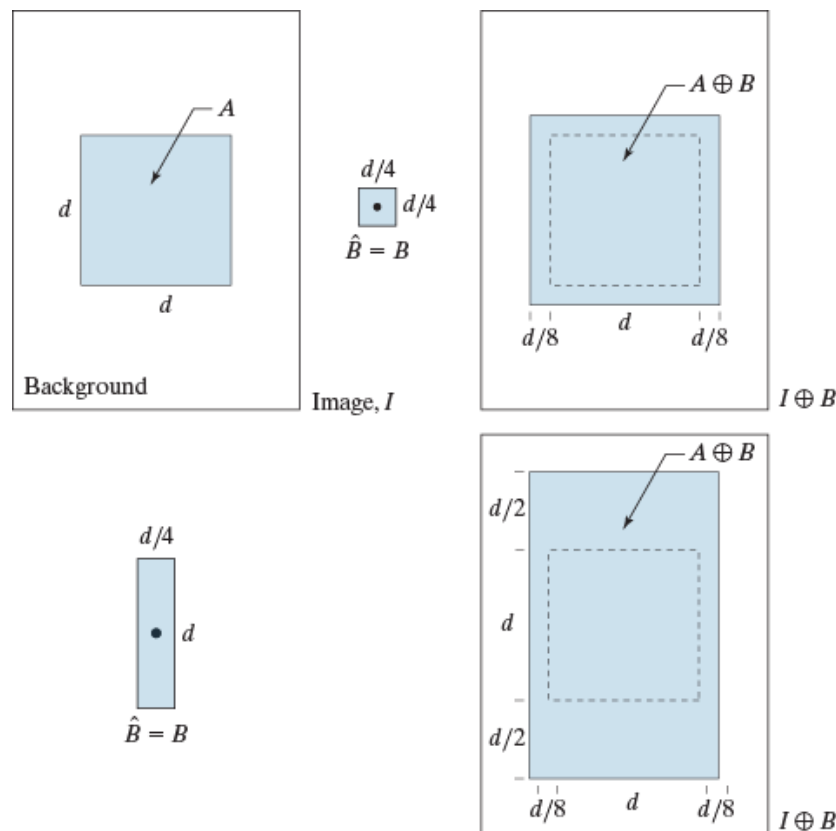 A
d
d
Background
Image, I
d/4
d/4
B̂ = B
A ⊕ B
d/8
d
d/8
I ⊕ B
d/4
d
B̂ = B
A ⊕ B
d/2
d
d/2
d/8
d
d/8
I ⊕ B